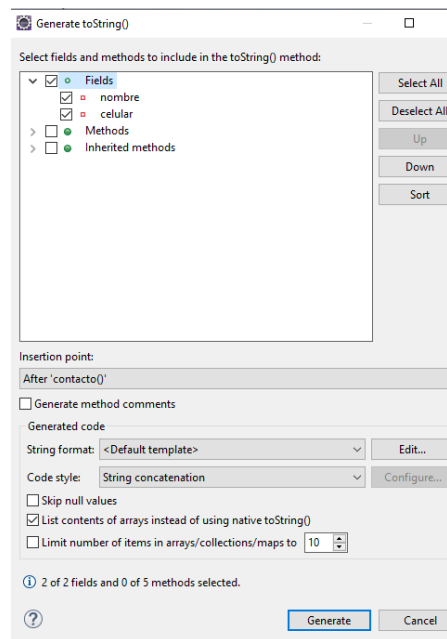 Generate toString()
Select fields and methods to include in the toString() method:
Fields
nombre
celular
Methods
Inherited methods
Select All
Deselect All
Up
Down
Sort
Insertion point:
After 'contacto()'
Generate method comments
Generated code
String format: <Default template> Edit...
Code style: String concatenation Configure...
Skip null values
List contents of arrays instead of using native toString()
Limit number of items in arrays/collections/maps to 10
2 of 2 fields and 0 of 5 methods selected.
? Generate Cancel